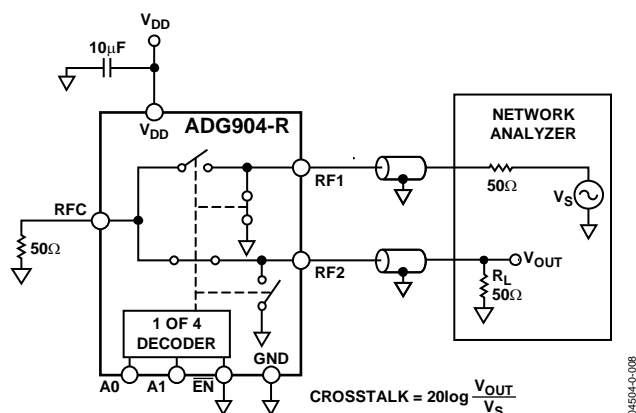 V_DD
10μF
ADG904-R
V_DD
NETWORK
ANALYZER
RF1
50Ω
V_S
RFC
50Ω
RF2
V_OUT
R_L
50Ω
1 OF 4
DECODER
GND
A0 A1 E̅N̅
CROSSTALK = 20log V_OUT / V_S
04504-0-008